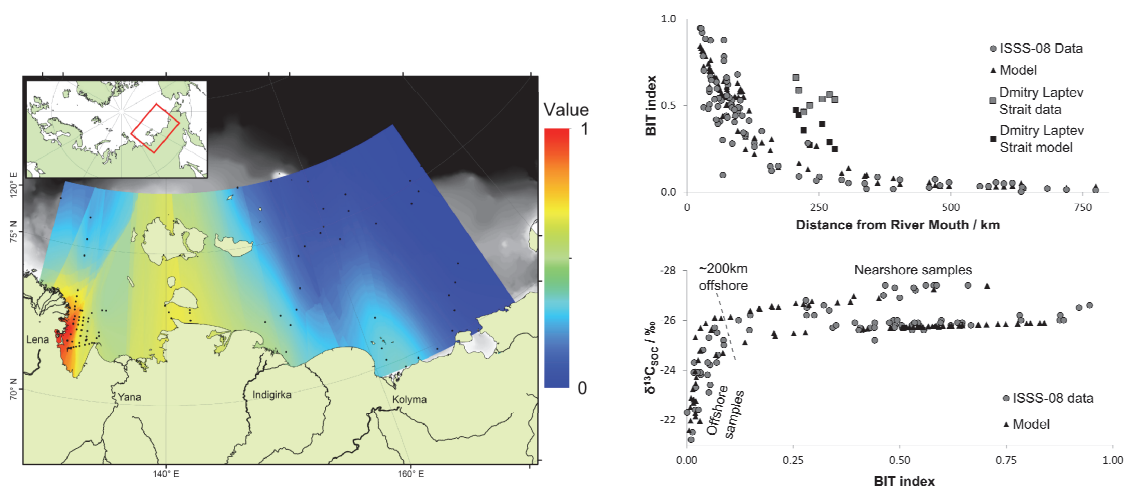 Value
1
0
120° E
75° N
70° N
Lena
Yana
Indigirka
Kolyma
140° E
160° E
1.0
0.5
0.0
BIT index
0
250
500
750
Distance from River Mouth / km
ISSS-08 Data
Model
Dmitry Laptev
Strait data
Dmitry Laptev
Strait model
-28
-26
-24
-22
δ¹³C_SOC / ‰
~200km
offshore
Nearshore samples
Offshore
samples
ISSS-08 data
Model
0.00
0.25
0.50
0.75
1.00
BIT index